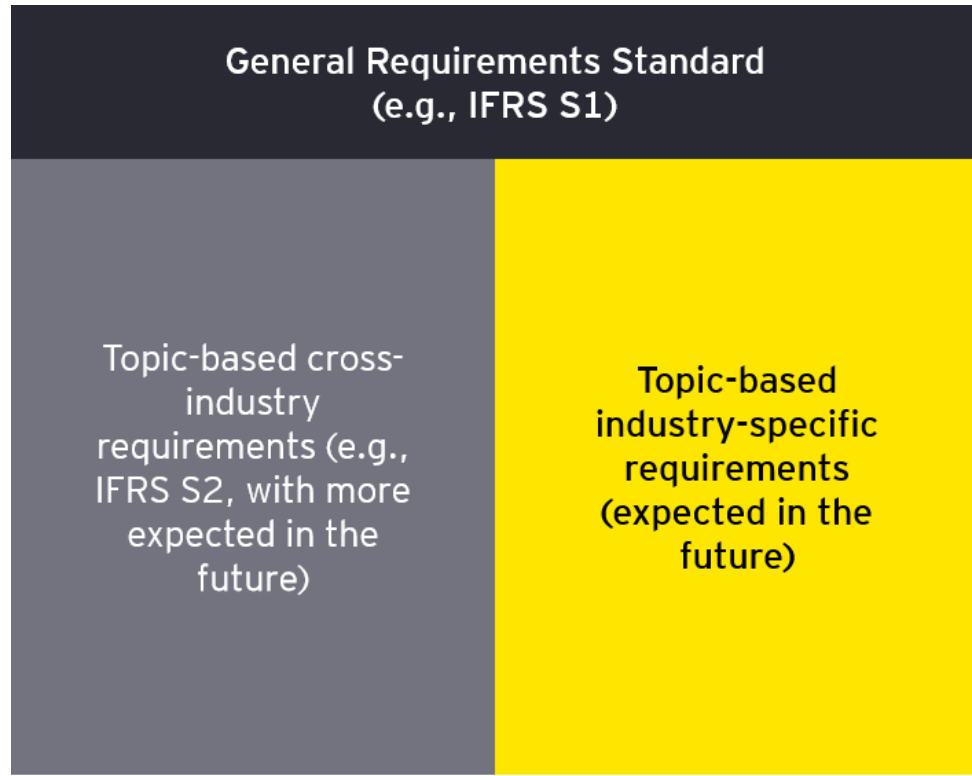 General Requirements Standard
(e.g., IFRS S1)
Topic-based cross-
industry
requirements (e.g.,
IFRS S2, with more
expected in the
future)
Topic-based
industry-specific
requirements
(expected in the
future)